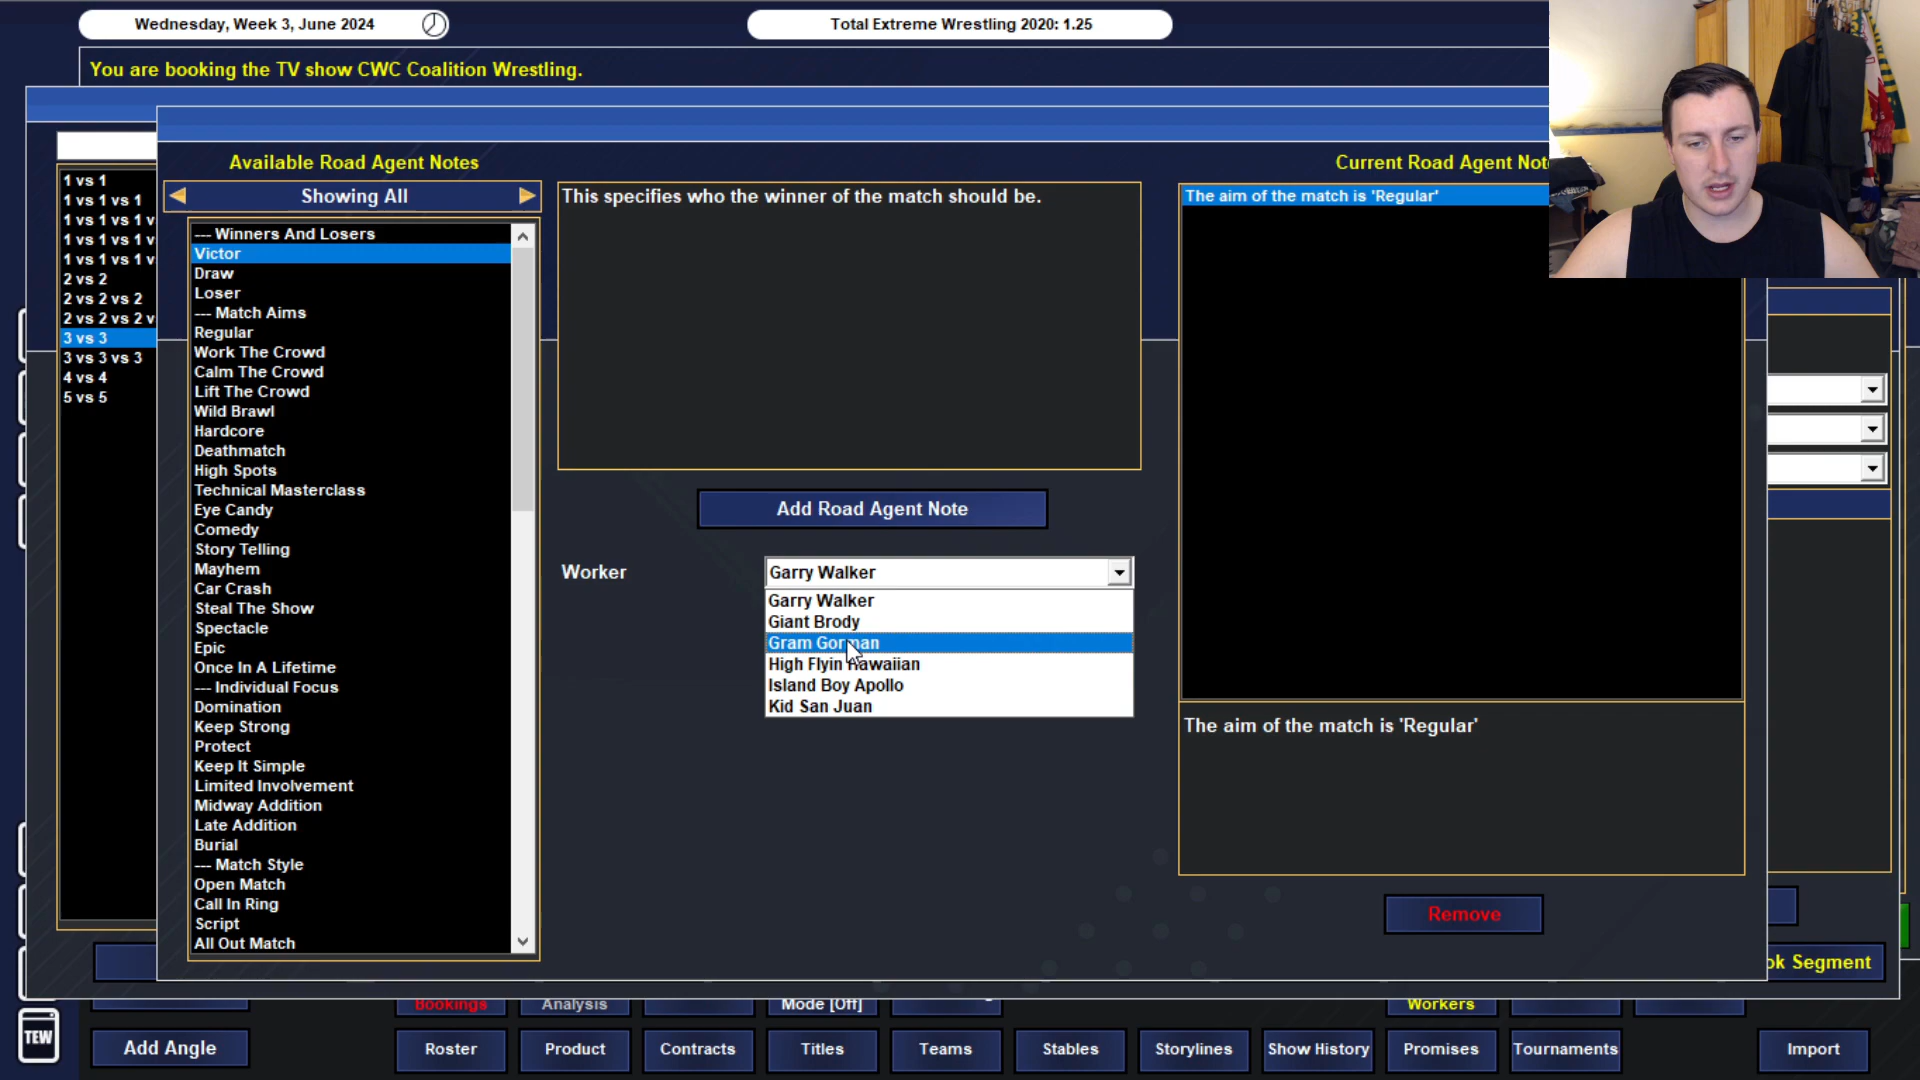 Wednesday, Week 3, June 2024
Total Extreme Wrestling 2020: 1.25
You are booking the TV show CWC Coalition Wrestling.
1 vs 1
1 vs 1 vs 1
1 vs 1 vs 1 v
1 vs 1 vs 1 v
1 vs 1 vs 1 v
2 vs 2
2 vs 2 vs 2
2 vs 2 vs 2 v
3 vs 3
3 vs 3 vs 3
4 vs 4
5 vs 5
Available Road Agent Notes
Showing All
--- Winners And Losers
Victor
Draw
Loser
--- Match Aims
Regular
Work The Crowd
Calm The Crowd
Lift The Crowd
Wild Brawl
Hardcore
Deathmatch
High Spots
Technical Masterclass
Eye Candy
Comedy
Story Telling
Mayhem
Car Crash
Steal The Show
Spectacle
Epic
Once In A Lifetime
--- Individual Focus
Domination
Keep Strong
Protect
Keep It Simple
Limited Involvement
Midway Addition
Late Addition
Burial
--- Match Style
Open Match
Call In Ring
Script
All Out Match
This specifies who the winner of the match should be.
Add Road Agent Note
Worker
Garry Walker
Garry Walker
Giant Brody
Gram Gorman
High Flyin Hawaiian
Island Boy Apollo
Kid San Juan
Current Road Agent Not
The aim of the match is 'Regular'
The aim of the match is 'Regular'
Remove
ok Segment
Bookings
Analysis
Mode [Off]
Workers
TEW
Add Angle
Roster
Product
Contracts
Titles
Teams
Stables
Storylines
Show History
Promises
Tournaments
Import